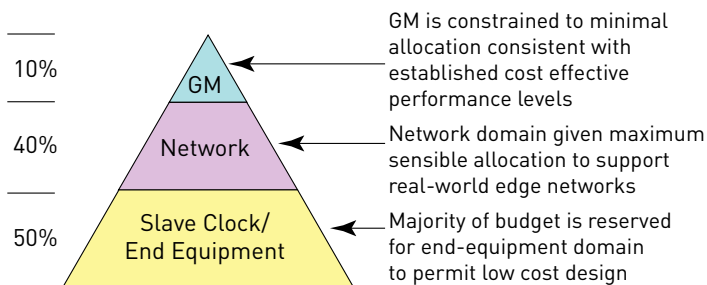 10%
GM
GM is constrained to minimal
allocation consistent with
established cost effective
performance levels
40%
Network
Network domain given maximum
sensible allocation to support
real-world edge networks
50%
Slave Clock/
End Equipment
Majority of budget is reserved
for end-equipment domain
to permit low cost design